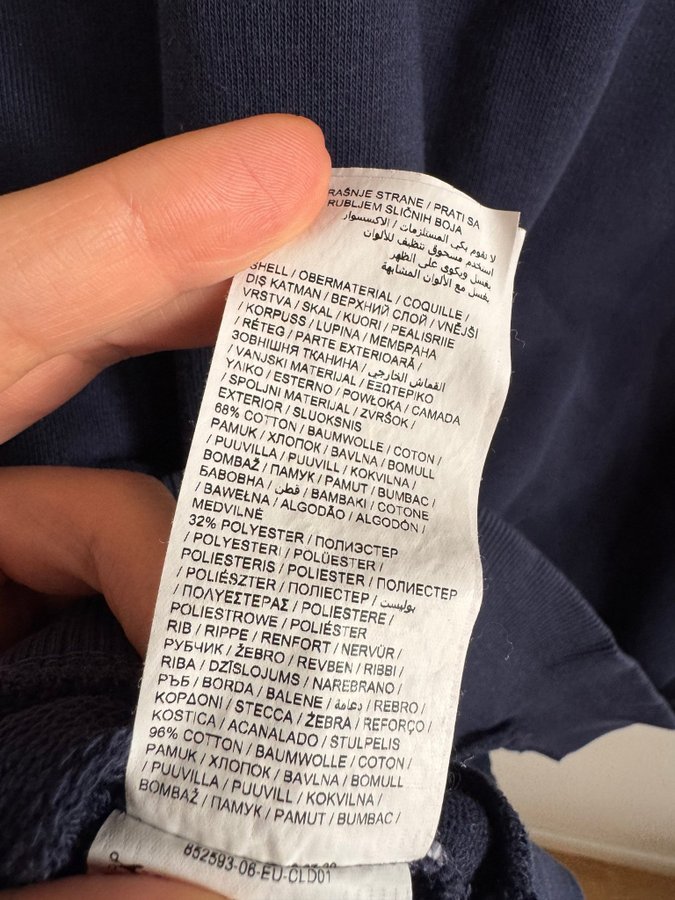 RAŠNJE STRANE / PRATI SA
RUBLJEM SLIČNIH BOJA
لا تقوم بكي المستلزمات / الاكسسوار
استخدم مسحوق تنظيف للألوان
يغسل ويكوى على الظهر
يغسل مع الألوان المشابهة
SHELL / OBERMATERIAL / COQUILLE /
DIŞ KATMAN / ВЕРХНИЙ СЛОЙ / VNĚJŠÍ
VRSTVA / SKAL / KUORI / PEALISRIIE
/ KORPUSS / LUPINA / МЕМБРАНА
/ RÉTEG / PARTE EXTERIOARĂ /
ЗОВНІШНЯ ТКАНИНА / القماش الخارجي
/ VANJSKI MATERIJAL / ΕΞΩΤΕΡΙΚΟ
ΥΛΙΚΟ / ESTERNO / POWŁOKA / CAMADA
EXTERIOR / SLUOKSNIS
/ SPOLJNI MATERIJAL / ZVRŠOK /
68% COTTON / BAUMWOLLE / COTON /
PAMUK / ХЛОПОК / BAVLNA / BOMULL
/ PUUVILLA / PUUVILL / KOKVILNA /
BOMBAŽ / ПАМУК / PAMUT / BUMBAC /
БАВОВНА / قطن / BAMBAKI / COTONE
/ BAWEŁNA / ALGODÃO / ALGODÓN /
MEDVILNĖ
32% POLYESTER / ПОЛИЭСТЕР
/ POLYESTERI / POLÜESTER /
POLIESTERIS / POLIESTER / ПОЛИЕСТЕР
/ POLIÉSZTER / ПОЛІЕСТЕР / بوليستر
/ ΠΟΛΥΕΣΤΕΡΑΣ / POLIESTERE /
POLIESTROWE / POLIÉSTER
RIB / RIPPE / RENFORT / NERVÜR /
РУБЧИК / ŽEBRO / REVBEN / RIBBI /
RIBA / DZĪSLOJUMS / NAREBRANO /
РЪБ / BORDA / BALENE / دعامة / REBRO /
ΚΟΡΔΟΝΙ / STECCA / ŻEBRA / REFORÇO /
KOSTICA / ACANALADO / STULPELIS
96% COTTON / BAUMWOLLE / COTON /
PAMUK / ХЛОПОК / BAVLNA / BOMULL
/ PUUVILLA / PUUVILL / KOKVILNA /
BOMBAŽ / ПАМУК / PAMUT / BUMBAC /
852593-06-EU-CLD01